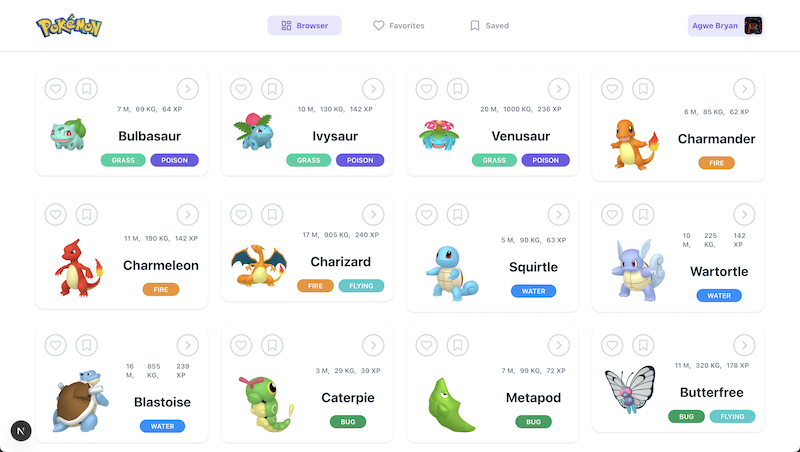 POKéMON
Browser
Favorites
Saved
Agwe Bryan
7 M, 69 KG, 64 XP
Bulbasaur
GRASS POISON
10 M, 130 KG, 142 XP
Ivysaur
GRASS POISON
20 M, 1000 KG, 236 XP
Venusaur
GRASS POISON
6 M, 85 KG, 62 XP
Charmander
FIRE
11 M, 190 KG, 142 XP
Charmeleon
FIRE
17 M, 905 KG, 240 XP
Charizard
FIRE FLYING
5 M, 90 KG, 63 XP
Squirtle
WATER
10 225 142
M, KG, XP
Wartortle
WATER
16 855 239
M, KG, XP
Blastoise
WATER
3 M, 29 KG, 39 XP
Caterpie
BUG
7 M, 99 KG, 72 XP
Metapod
BUG
11 M, 320 KG, 178 XP
Butterfree
BUG FLYING
N